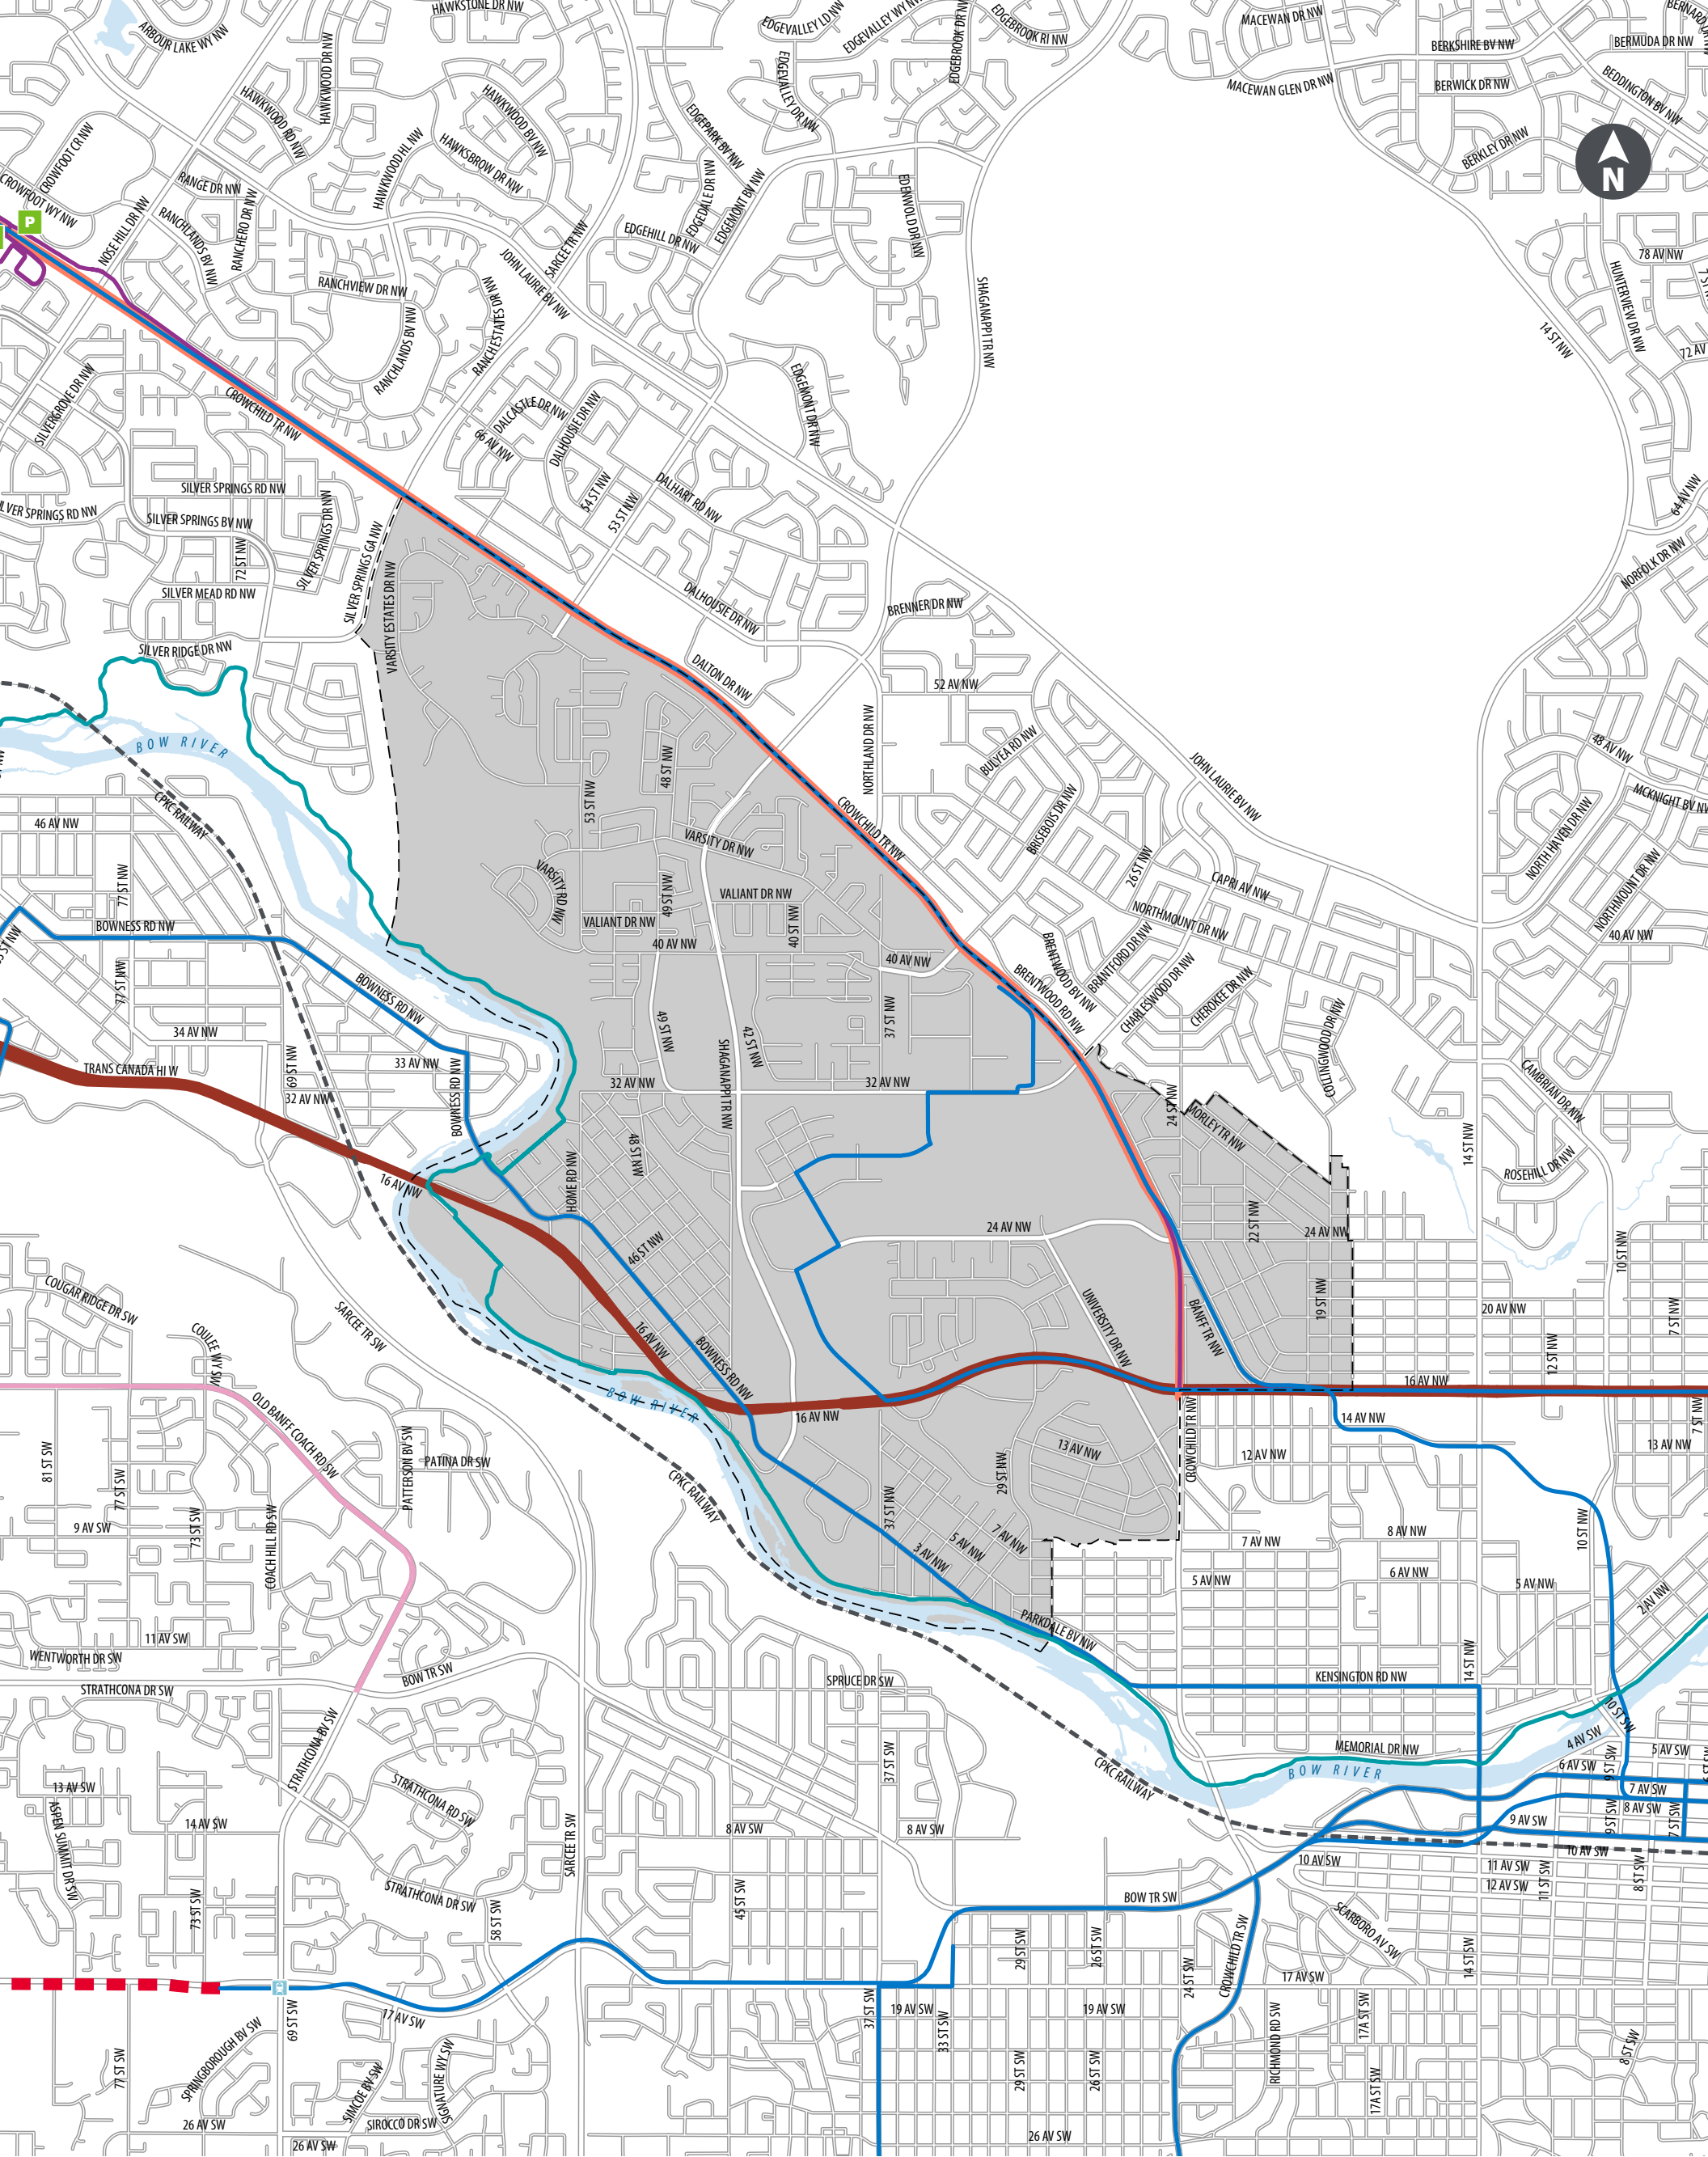 HAWKSTONE DR NW
ARBOUR LAKE WY NW
HAWKWOOD DR NW
EDGEVALLEY LD NW
EDGEVALLEY WY NW
EDGEBROOK DR NW
EDGEBROOK RI NW
MACEWAN DR NW
BERKSHIRE BV NW
BERMUDA DR NW
MACEWAN GLEN DR NW
BERWICK DR NW
BEDDINGTON BV NW
BERKLEY DR NW
EDGEVALLEY DR NW
HAWKWOOD RD NW
HAWKWOOD BV NW
HAWKWOOD HL NW
HAWKSBROW DR NW
EDGEPARK BV NW
EDGEDALE DR NW
EDGEMONT BV NW
EDGEHILL DR NW
EDENWOLD DR NW
N
CROWFOOT CR NW
CROWFOOT WY NW
P
NOSE HILL DR NW
RANGE DR NW
RANCHLANDS BV NW
RANCHERO DR NW
RANCHVIEW DR NW
RANCHLANDS BV NW
RANCH ESTATES DR NW
JOHN LAURIE BV NW
SARCEE TR NW
SHAGANAPPI TR NW
14 ST NW
HUNTERVIEW DR NW
78 AV NW
72 AV
SILVERGROVE DR NW
CROWCHILD TR NW
DALCASTLE DR NW
66 AV NW
DALHOUSIE DR NW
54 ST NW
53 ST NW
DALHART RD NW
EDGEMONT DR NW
64 AV NW
NORFOLK DR NW
SILVER SPRINGS RD NW
SILVER SPRINGS BV NW
SILVER SPRINGS DR NW
72 ST NW
SILVER MEAD RD NW
SILVER SPRINGS GA NW
SILVER RIDGE DR NW
VARSITY ESTATES DR NW
DALHOUSIE DR NW
DALTON DR NW
BRENNER DR NW
52 AV NW
NORTHLAND DR NW
BULYEA RD NW
JOHN LAURIE BV NW
48 AV NW
MCKNIGHT BV NW
BOW RIVER
CPKC RAILWAY
46 AV NW
77 ST NW
48 ST NW
53 ST NW
VARSITY DR NW
VARSITY RD NW
CROWCHILD TR NW
BRISEBOIS DR NW
26 ST NW
CAPRI AV NW
NORTH HAVEN DR NW
NORTHMOUNT DR NW
NORTHMOUNT DR NW
40 AV NW
VALIANT DR NW
VALIANT DR NW
49 ST NW
40 ST NW
40 AV NW
40 AV NW
BOWNESS RD NW
77 ST NW
BOWNESS RD NW
34 AV NW
33 AV NW
69 ST NW
32 AV NW
TRANS CANADA HI W
BOWNESS RD NW
49 ST NW
42 ST NW
SHAGANAPPI TR NW
37 ST NW
32 AV NW
32 AV NW
BRENTWOOD BV NW
BRENTWOOD RD NW
BRANTFORD DR NW
CHARLESWOOD DR NW
CHEROKEE DR NW
COLLINGWOOD DR NW
CAMBRIAN DR NW
ROSEHILL DR NW
14 ST NW
10 ST NW
24 ST NW
MORLEY TR NW
22 ST NW
24 AV NW
24 AV NW
48 ST NW
HOME RD NW
46 ST NW
16 AV NW
16 AV NW
BOWNESS RD NW
16 AV NW
UNIVERSITY DR NW
BANFF TR NW
19 ST NW
20 AV NW
7 ST NW
12 ST NW
16 AV NW
14 AV NW
12 AV NW
13 AV NW
7 ST NW
COUGAR RIDGE DR SW
COULEE WY SW
SARCEE TR SW
OLD BANFF COACH RD SW
PATTERSON BV SW
PATINA DR SW
81 ST SW
77 ST SW
9 AV SW
73 ST SW
COACH HILL RD SW
BOW RIVER
CPKC RAILWAY
37 ST NW
29 ST NW
13 AV NW
CROWCHILD TR NW
3 AV NW
5 AV NW
7 AV NW
PARKDALE BV NW
7 AV NW
8 AV NW
10 ST NW
5 AV NW
6 AV NW
5 AV NW
2 AV NW
14 ST NW
KENSINGTON RD NW
11 AV SW
WENTWORTH DR SW
STRATHCONA DR SW
BOW TR SW
SPRUCE DR SW
STRATHCONA BV SW
10 ST SW
MEMORIAL DR NW
BOW RIVER
4 AV SW
5 AV SW
6 AV SW
9 ST SW
7 AV SW
8 AV SW
9 AV SW
9 ST SW
7 ST SW
CPKC RAILWAY
37 ST SW
13 AV SW
ASPEN SUMMIT DR SW
14 AV SW
STRATHCONA RD SW
SARCEE TR SW
8 AV SW
8 AV SW
10 AV SW
10 AV SW
11 AV SW
12 AV SW
11 ST SW
8 ST SW
73 ST SW
STRATHCONA DR SW
58 ST SW
45 ST SW
BOW TR SW
SCARBORO AV SW
29 ST SW
26 ST SW
24 ST SW
CROWCHILD TR SW
17 AV SW
14 ST SW
69 ST SW
17 AV SW
37 ST SW
19 AV SW
33 ST SW
19 AV SW
RICHMOND RD SW
17A ST SW
17A ST SW
8 ST SW
77 ST SW
SPRINGBOROUGH BV SW
SIMCOE BV SW
SIGNATURE WY SW
SIROCCO DR SW
26 AV SW
26 AV SW
29 ST SW
26 ST SW
26 AV SW